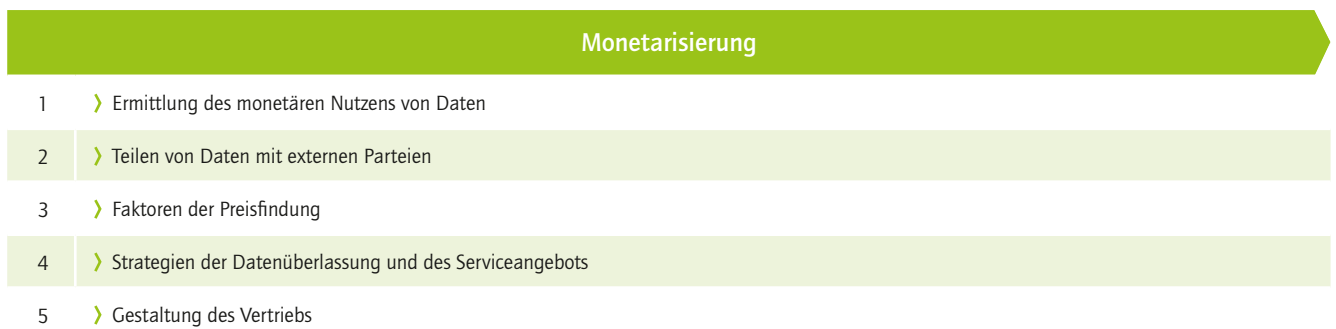 Monetarisierung
1 › Ermittlung des monetären Nutzens von Daten
2 › Teilen von Daten mit externen Parteien
3 › Faktoren der Preisfindung
4 › Strategien der Datenüberlassung und des Serviceangebots
5 › Gestaltung des Vertriebs